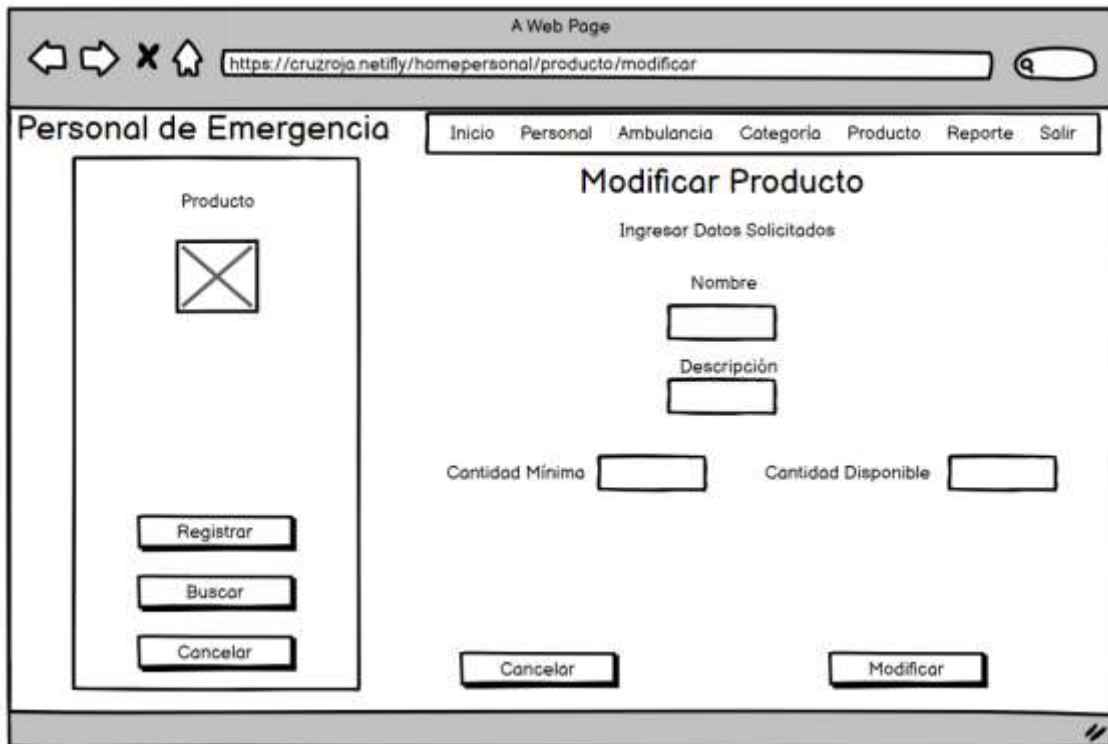 A Web Page
https://cruzroja.netifly/homepersonal/producto/modificar
Personal de Emergencia
Inicio Personal Ambulancia Categoría Producto Reporte Salir
Producto
Registrar
Buscar
Cancelar
Modificar Producto
Ingresar Datos Solicitados
Nombre
Descripción
Cantidad Mínima
Cantidad Disponible
Cancelar
Modificar